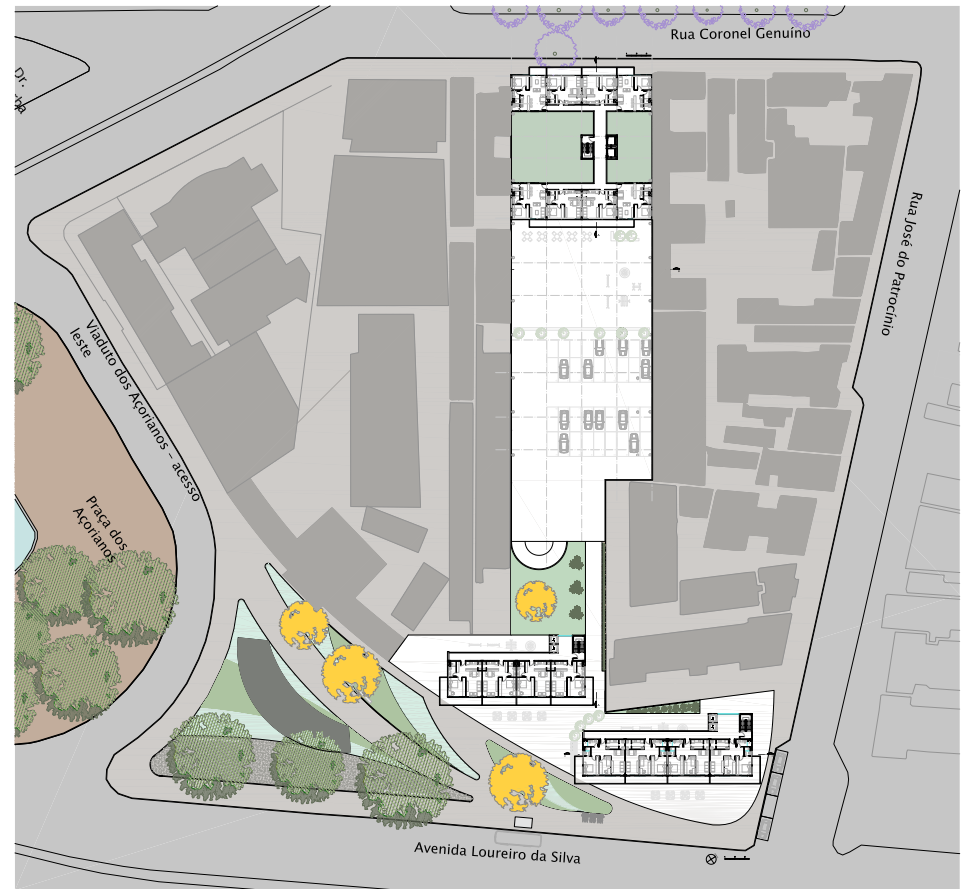 Rua Coronel Genuíno
Dr.
Rua José do Patrocínio
Viaduto dos Açorianos – acesso
leste
Praça dos
Açorianos
Avenida Loureiro da Silva